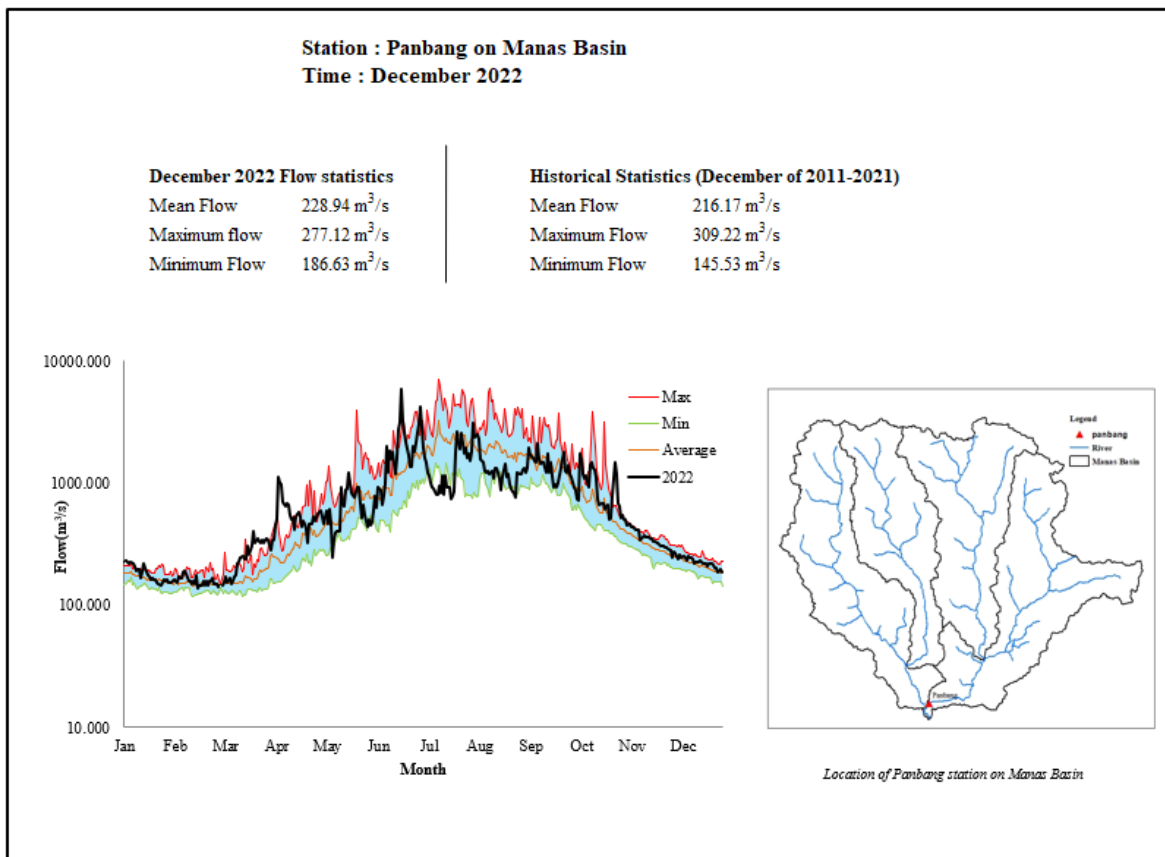 Station : Panbang on Manas Basin
Time : December 2022
December 2022 Flow statistics
Mean Flow 228.94 m³/s
Maximum flow 277.12 m³/s
Minimum Flow 186.63 m³/s
Historical Statistics (December of 2011-2021)
Mean Flow 216.17 m³/s
Maximum Flow 309.22 m³/s
Minimum Flow 145.53 m³/s
10000.000
1000.000
100.000
10.000
Flow(m³/s)
Jan Feb Mar Apr May Jun Jul Aug Sep Oct Nov Dec
Month
Max
Min
Average
2022
Legend
panbang
River
Manas Basin
Panbang
Location of Panbang station on Manas Basin